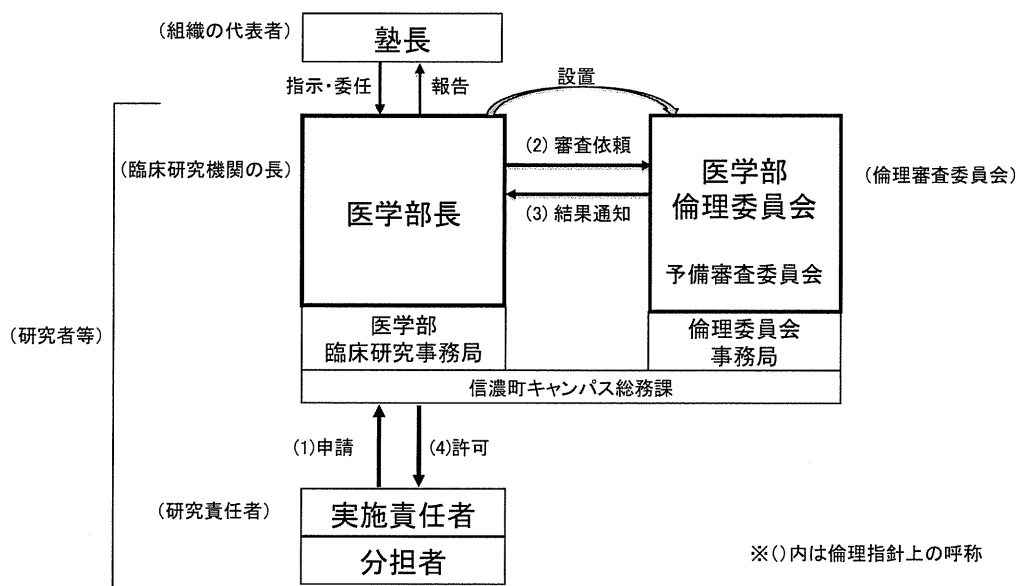 (組織の代表者)
塾長
指示・委任
報告
設置
(臨床研究機関の長)
医学部長
(2) 審査依頼
(3) 結果通知
医学部
倫理委員会
予備審査委員会
(倫理審査委員会)
(研究者等)
医学部
臨床研究事務局
倫理委員会
事務局
信濃町キャンパス総務課
(1)申請
(4)許可
(研究責任者)
実施責任者
分担者
※()内は倫理指針上の呼称